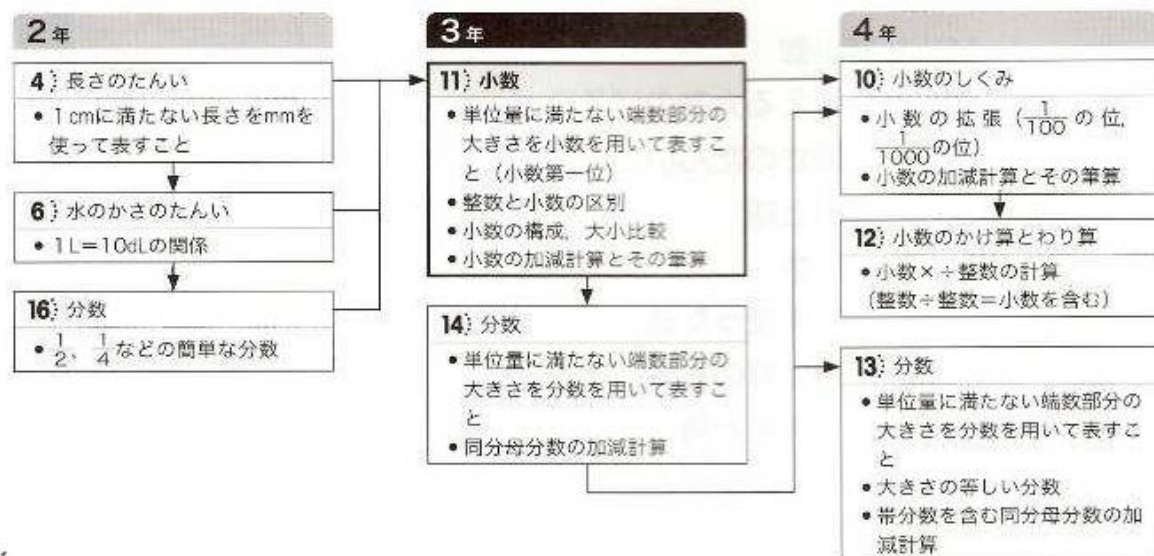 2年
4 長さのたんい
• 1cmに満たない長さをmmを
使って表すこと
6 水のかさのたんい
• 1L=10dLの関係
16 分数
• 1/2、1/4などの簡単な分数
3年
11 小数
• 単位量に満たない端数部分の
大きさを小数を用いて表すこ
と（小数第一位）
• 整数と小数の区別
• 小数の構成，大小比較
• 小数の加減計算とその筆算
14 分数
• 単位量に満たない端数部分の
大きさを分数を用いて表すこ
と
• 同分母分数の加減計算
4年
10 小数のしくみ
• 小数の拡張（1/100の位，
1/1000の位）
• 小数の加減計算とその筆算
12 小数のかけ算とわり算
• 小数×÷整数の計算
（整数÷整数＝小数を含む）
13 分数
• 単位量に満たない端数部分の
大きさを分数を用いて表すこ
と
• 大きさの等しい分数
• 帯分数を含む同分母分数の加
減計算